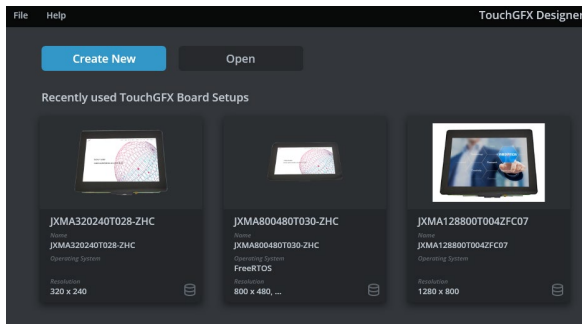 File Help TouchGFX Designer
Create New Open
Recently used TouchGFX Board Setups
JXMA320240T028-ZHC
Name
JXMA320240T028-ZHC
Operating System
Resolution
320 x 240
JXMA800480T030-ZHC
Name
JXMA800480T030-ZHC
Operating System
FreeRTOS
Resolution
800 x 480, ...
JXMA128800T004ZFC07
Name
JXMA128800T004ZFC07
Operating System
Resolution
1280 x 800